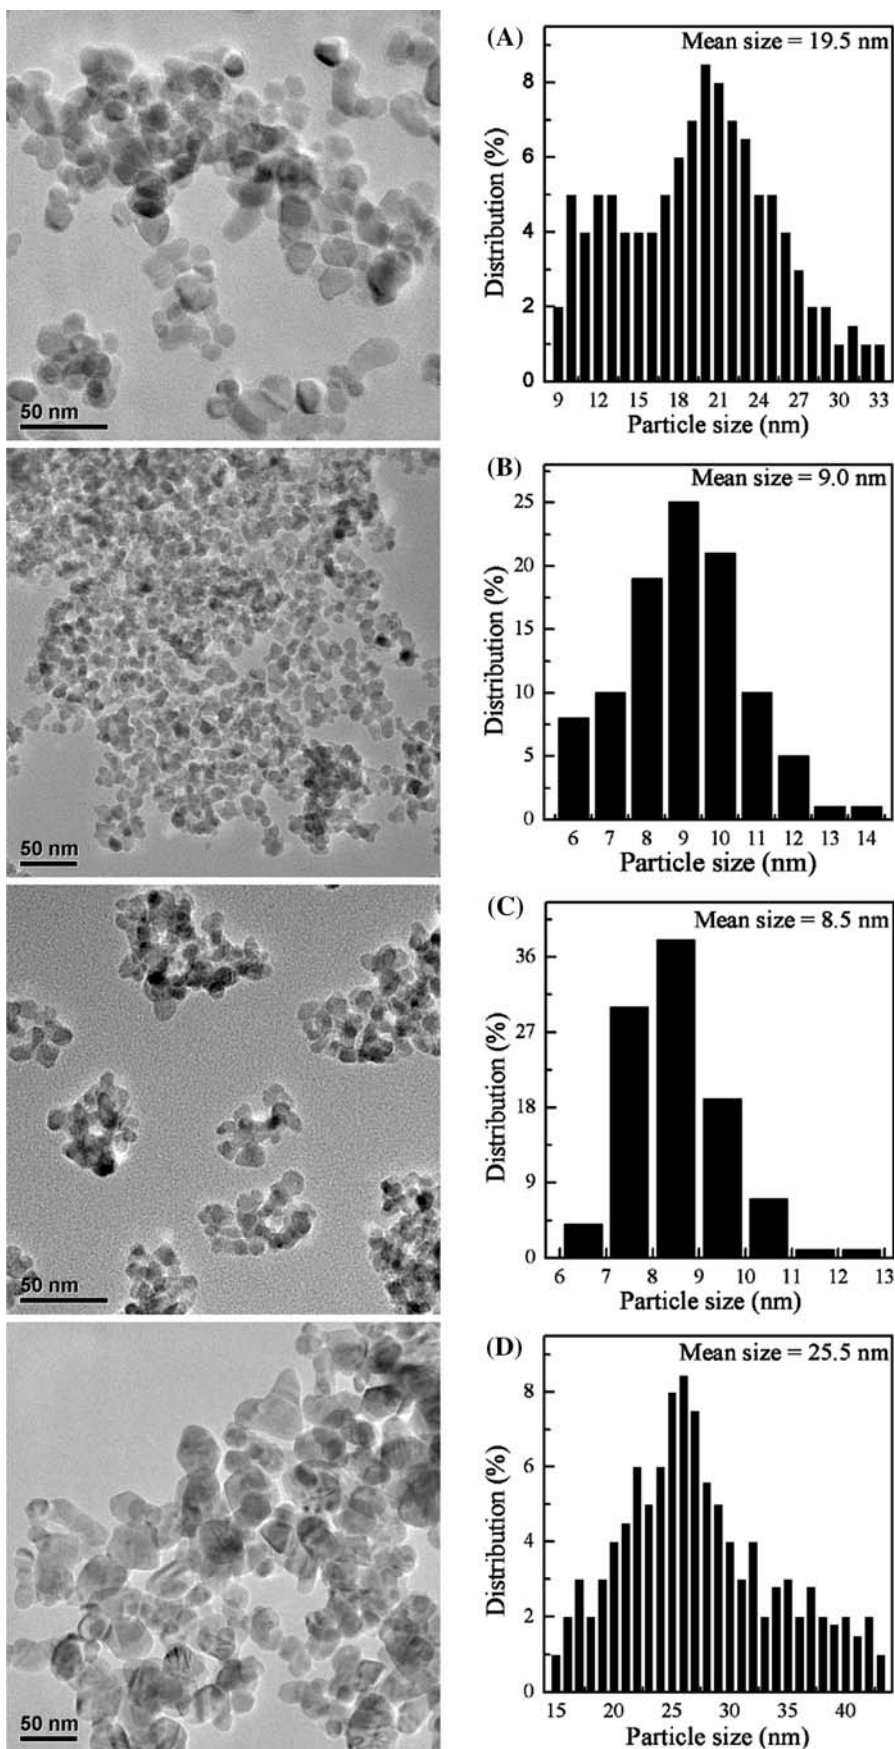 (A)
Mean size = 19.5 nm
Distribution (%)
8
6
4
2
0
9 12 15 18 21 24 27 30 33
Particle size (nm)
50 nm
(B)
Mean size = 9.0 nm
Distribution (%)
25
20
15
10
5
0
6 7 8 9 10 11 12 13 14
Particle size (nm)
50 nm
(C)
Mean size = 8.5 nm
Distribution (%)
36
27
18
9
0
6 7 8 9 10 11 12 13
Particle size (nm)
50 nm
(D)
Mean size = 25.5 nm
Distribution (%)
8
6
4
2
0
15 20 25 30 35 40
Particle size (nm)
50 nm